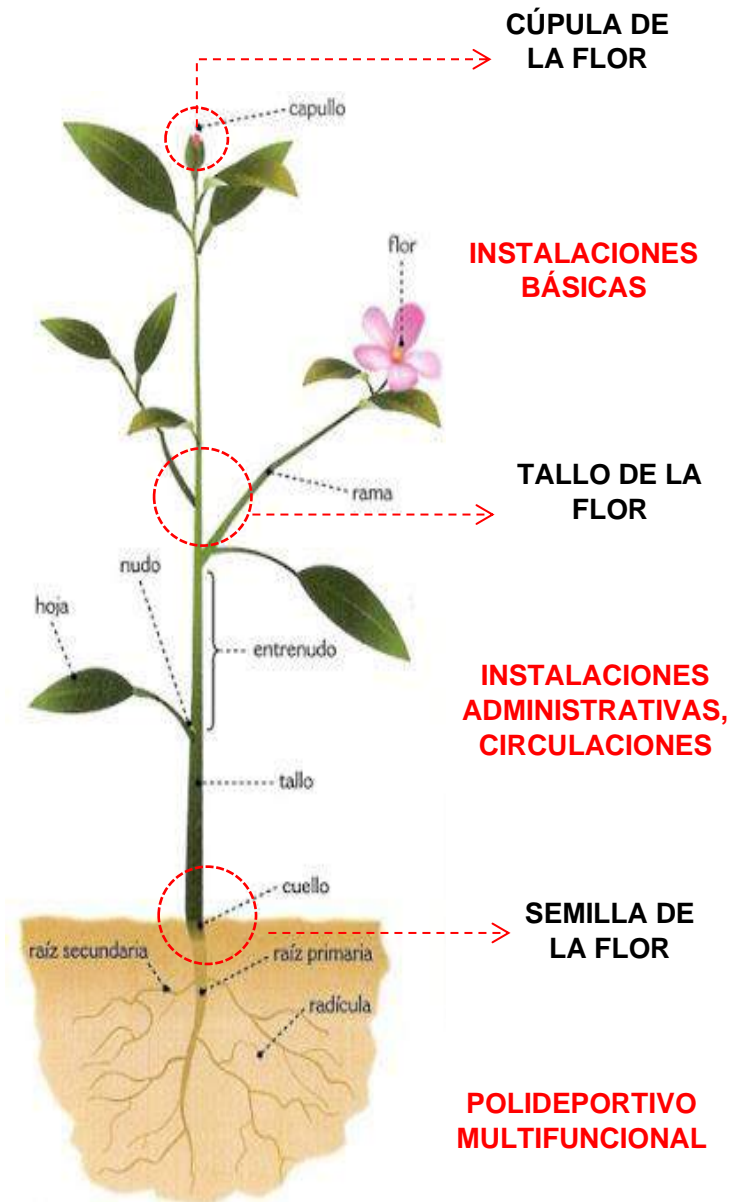 CÚPULA DE
LA FLOR
capullo
flor
INSTALACIONES
BÁSICAS
TALLO DE LA
FLOR
rama
nudo
hoja
entrenudo
INSTALACIONES
ADMINISTRATIVAS,
CIRCULACIONES
tallo
cuello
SEMILLA DE
LA FLOR
raíz secundaria
raíz primaria
radícula
POLIDEPORTIVO
MULTIFUNCIONAL